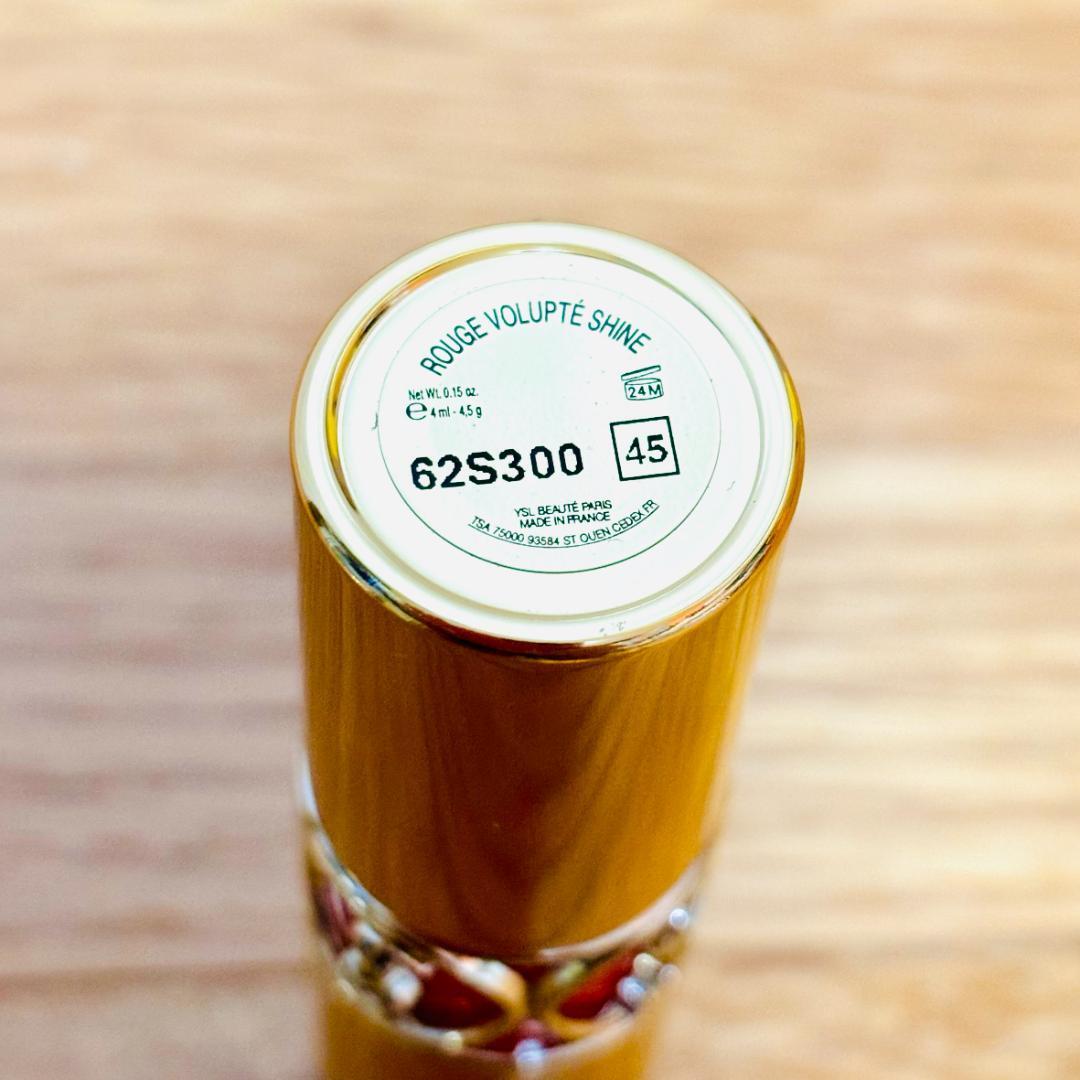 ROUGE VOLUPTÉ SHINE
Net Wt. 0.15 oz.
℮ 4 ml - 4,5 g
24 M
62S300
45
YSL BEAUTÉ PARIS
MADE IN FRANCE
TSA 75000 93584 ST OUEN CEDEX FR